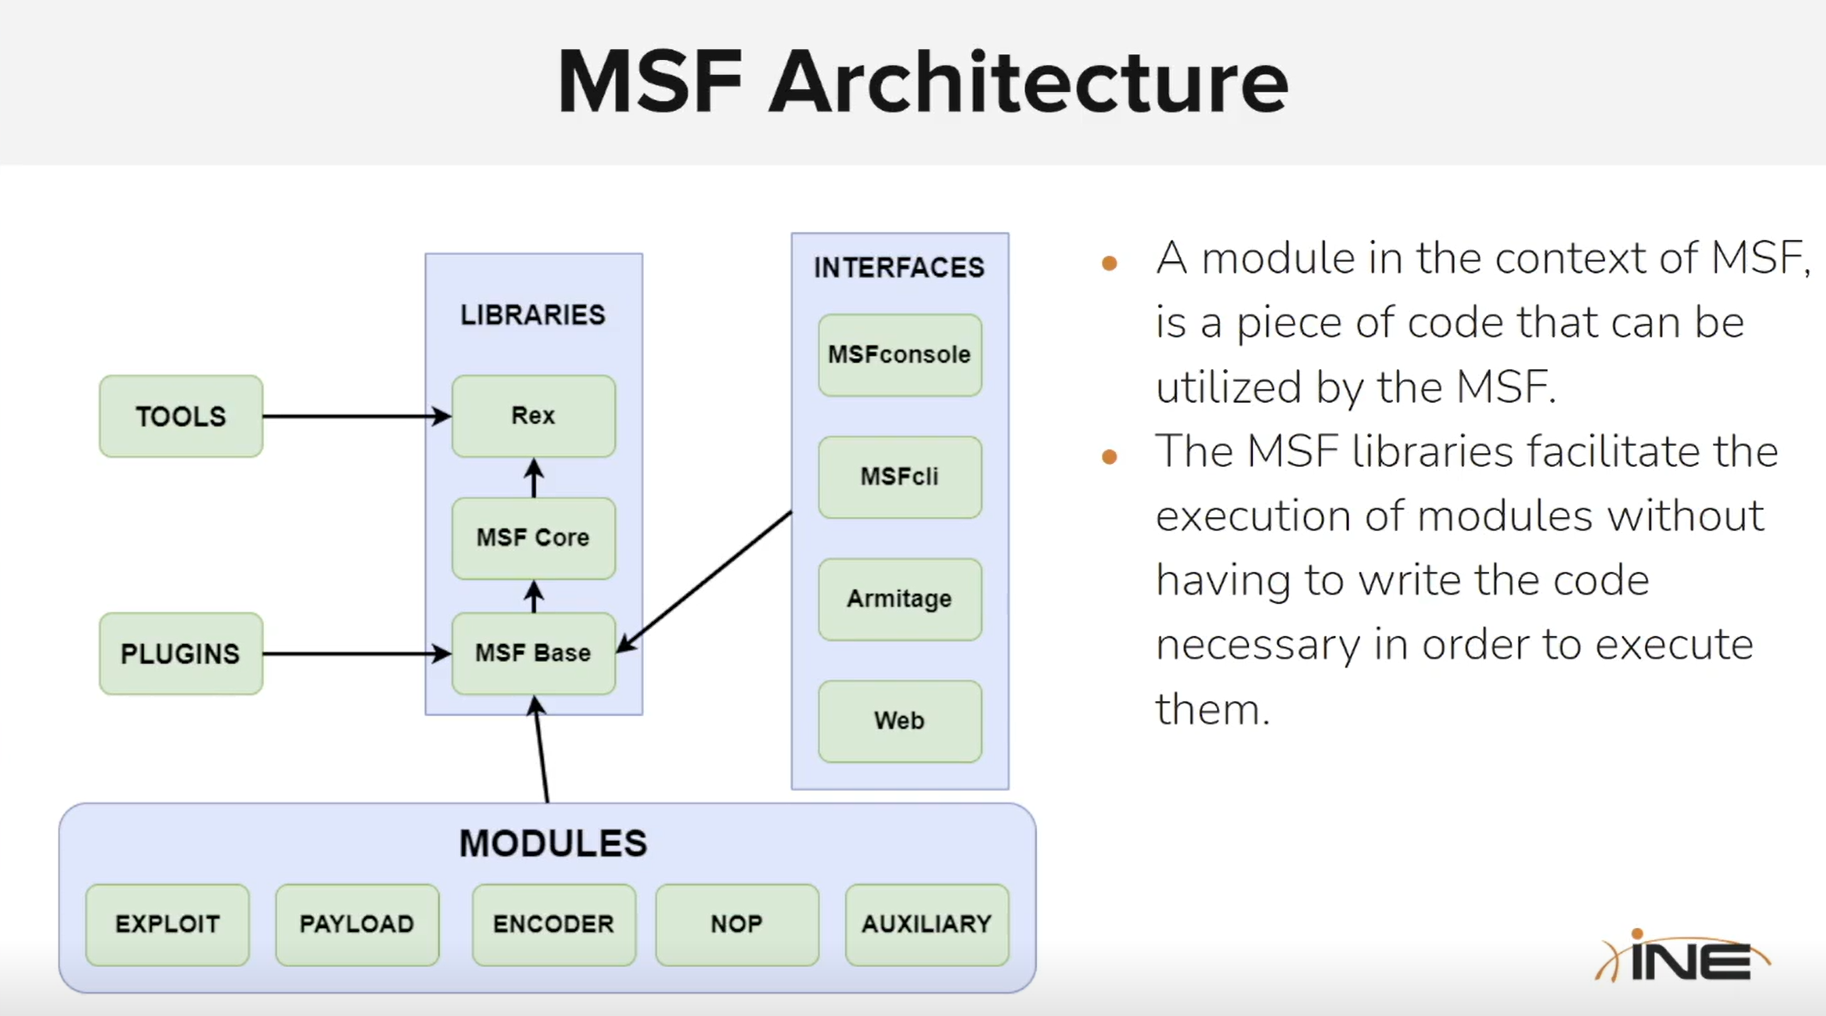 MSF Architecture
LIBRARIES
INTERFACES
TOOLS
Rex
MSF Core
PLUGINS
MSF Base
MSFconsole
MSFcli
Armitage
Web
MODULES
EXPLOIT
PAYLOAD
ENCODER
NOP
AUXILIARY
A module in the context of MSF,
is a piece of code that can be
utilized by the MSF.
The MSF libraries facilitate the
execution of modules without
having to write the code
necessary in order to execute
them.
iNE